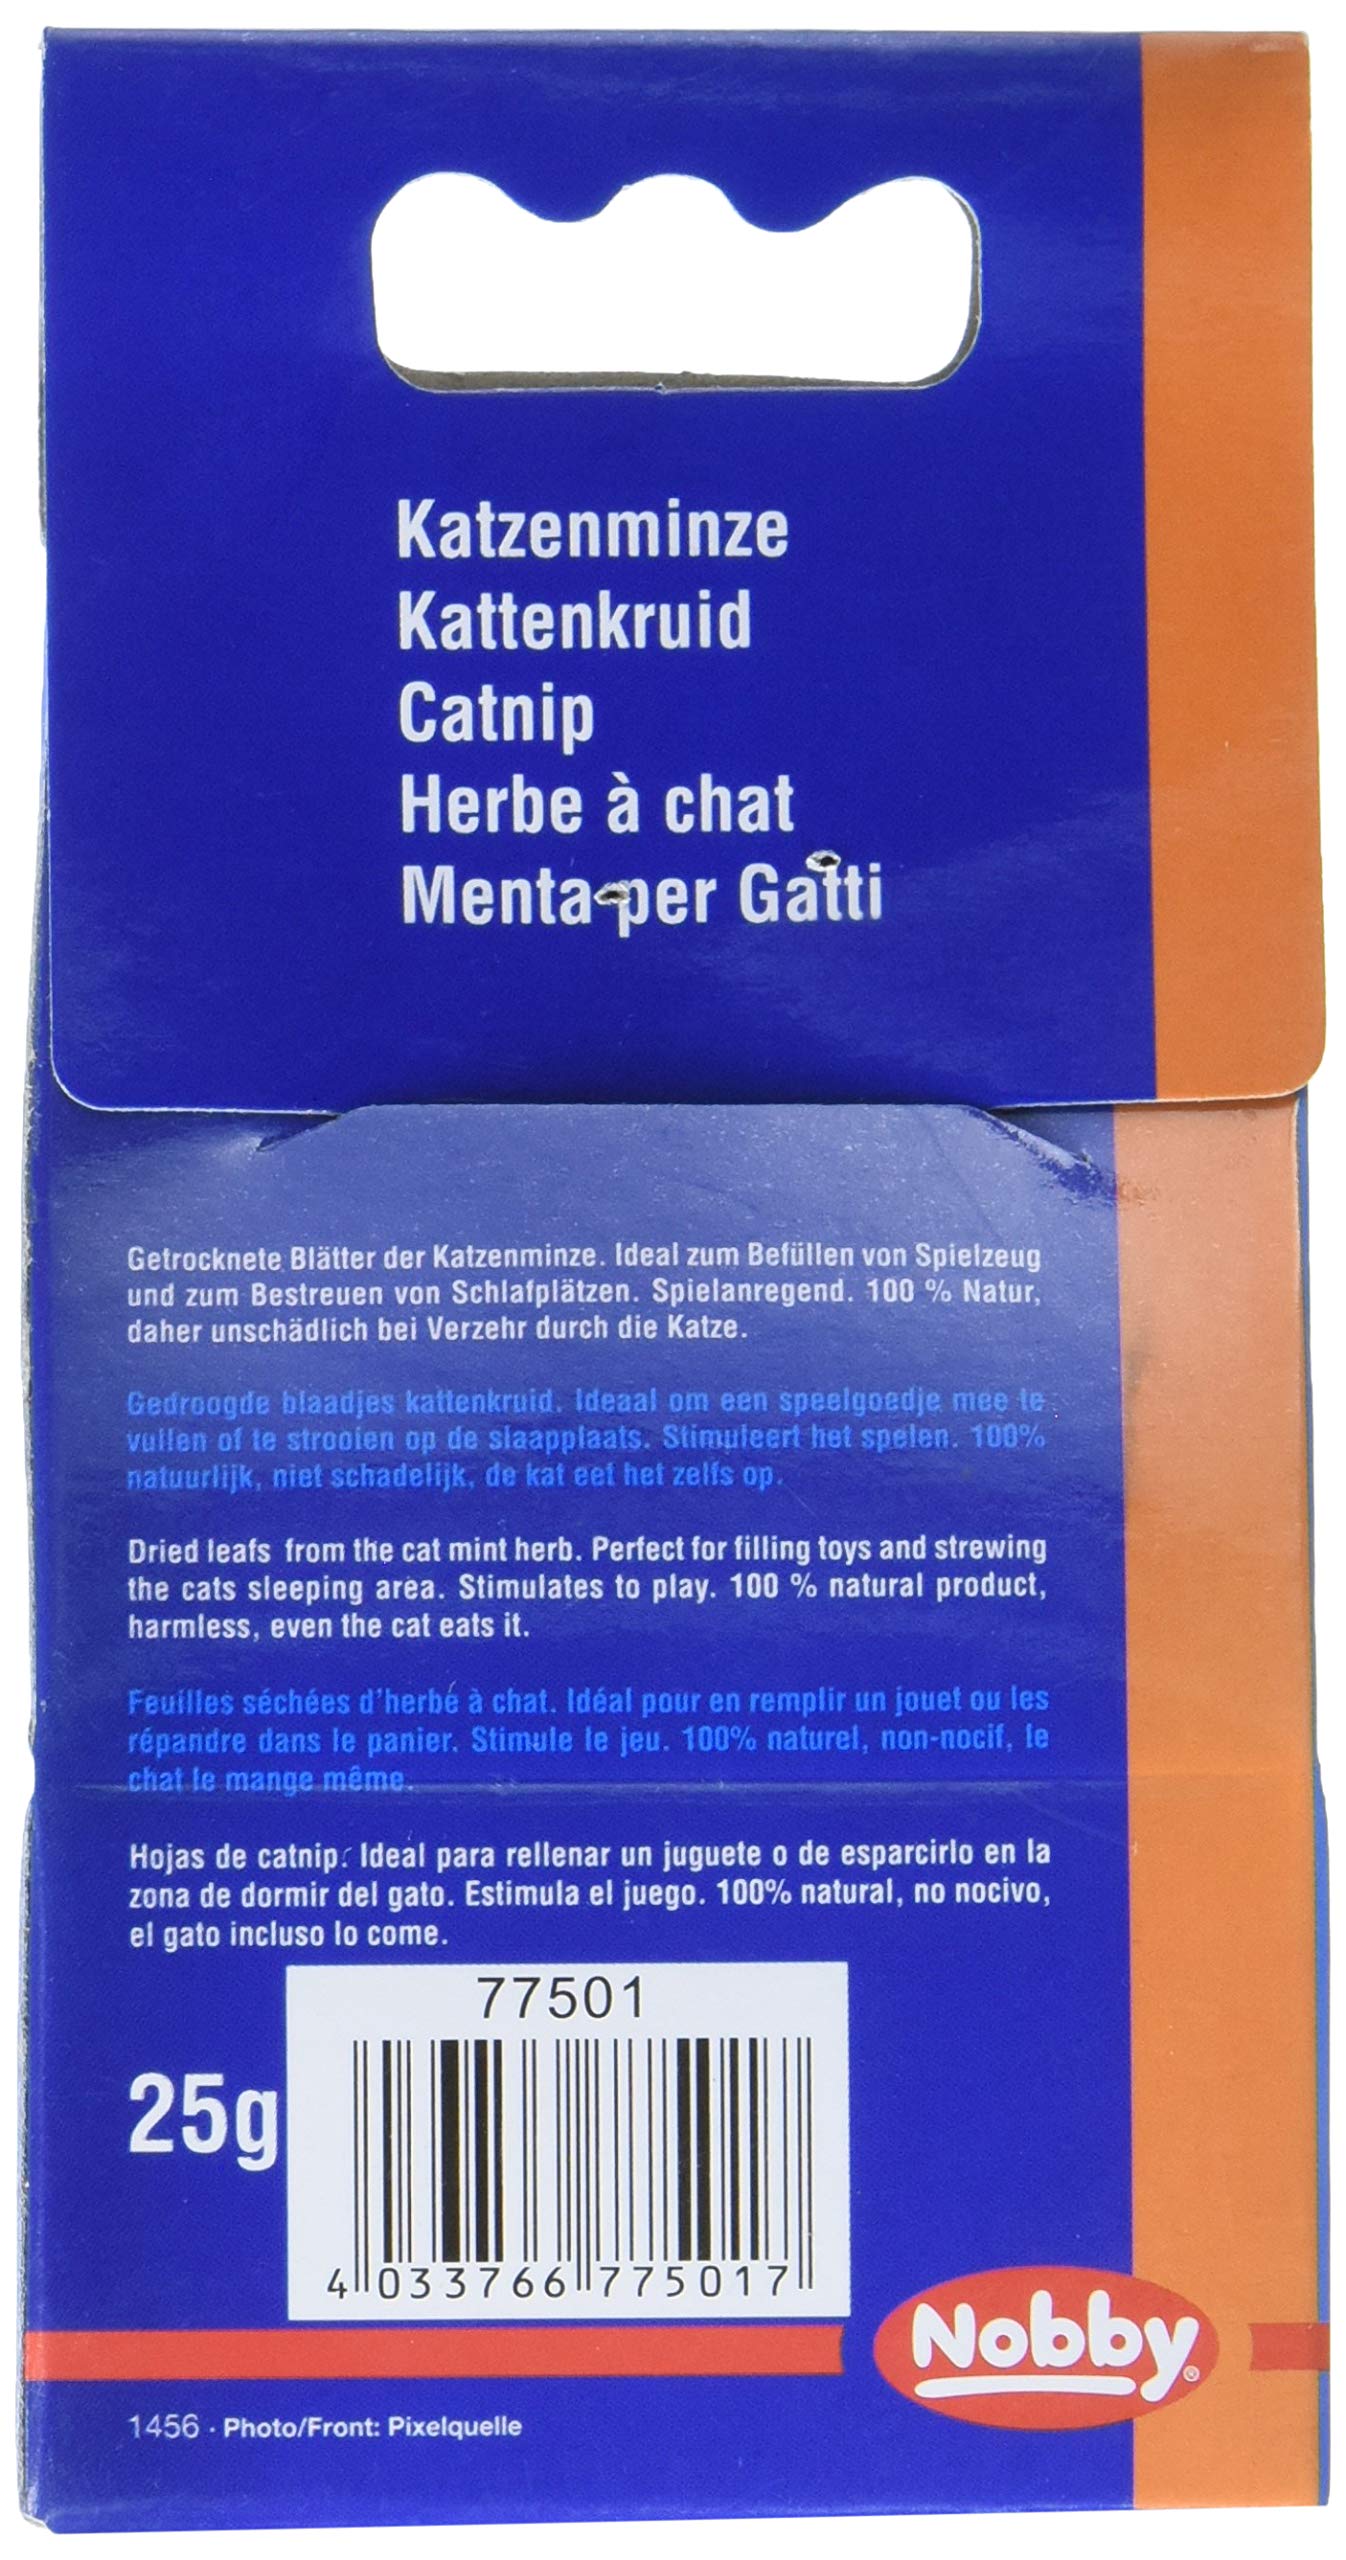 Katzenminze
Kattenkruid
Catnip
Herbe à chat
Menta per Gatti
Getrocknete Blätter der Katzenminze. Ideal zum Befüllen von Spielzeug
und zum Bestreuen von Schlafplätzen. Spielanregend. 100 % Natur,
daher unschädlich bei Verzehr durch die Katze.
Gedroogde blaadjes kattenkruid. Ideaal om een speelgoedje mee te
vullen of te strooien op de slaapplaats. Stimuleert het spelen. 100%
natuurlijk, niet schadelijk, de kat eet het zelfs op.
Dried leafs from the cat mint herb. Perfect for filling toys and strewing
the cats sleeping area. Stimulates to play. 100 % natural product,
harmless, even the cat eats it.
Feuilles séchées d'herbe à chat. Idéal pour en remplir un jouet ou les
répandre dans le panier. Stimule le jeu. 100% naturel, non-nocif, le
chat le mange même.
Hojas de catnip. Ideal para rellenar un juguete o de esparcirlo en la
zona de dormir del gato. Estimula el juego. 100% natural, no nocivo,
el gato incluso lo come.
77501
25g
4 033766 775017
Nobby®
1456 · Photo/Front: Pixelquelle